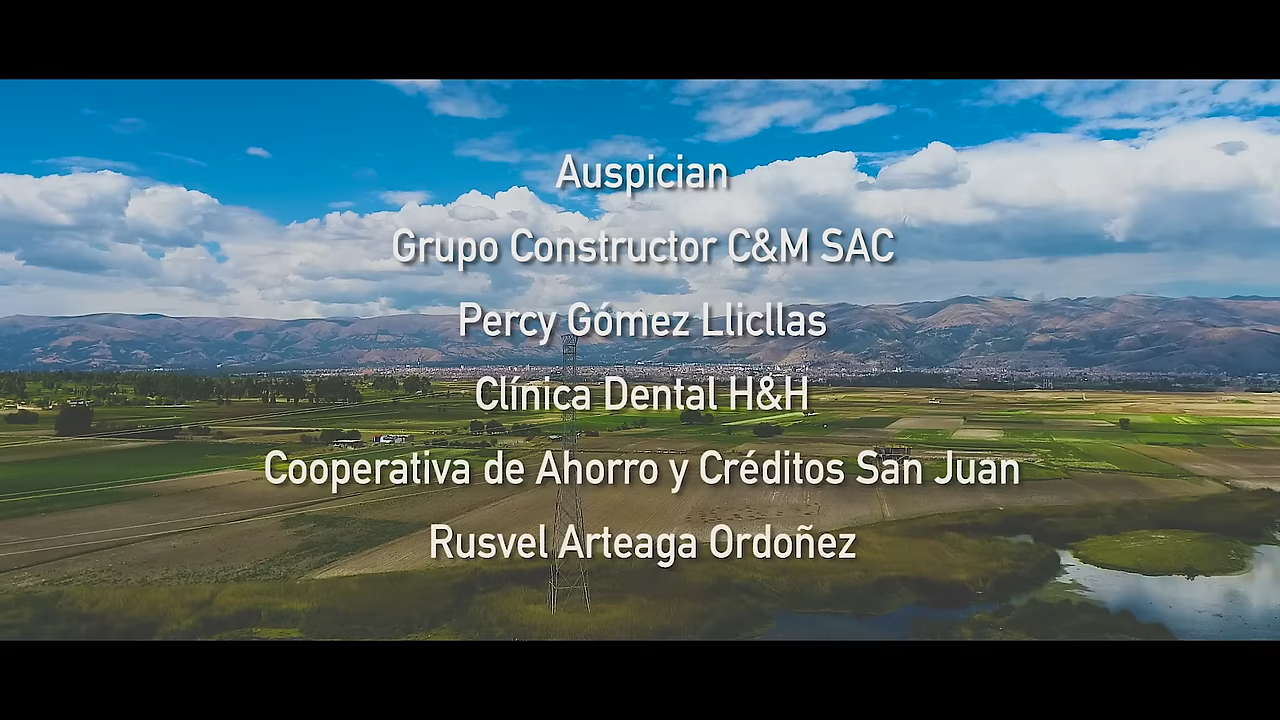 Auspician
Grupo Constructor C&M SAC
Percy Gómez Llicllas
Clínica Dental H&H
Cooperativa de Ahorro y Créditos San Juan
Rusvel Arteaga Ordoñez